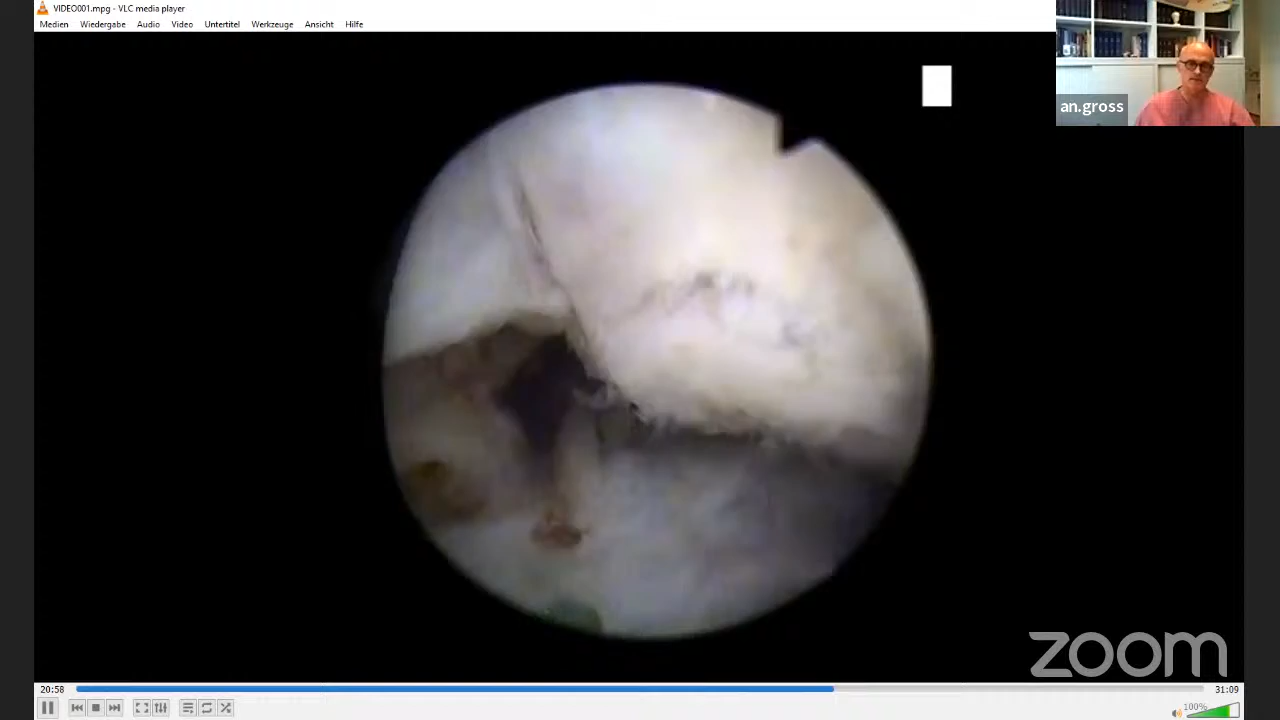 VIDEO001.mpg - VLC media player
Medien Wiedergabe Audio Video Untertitel Werkzeuge Ansicht Hilfe
an.gross
zoom
20:58
31:09
100%